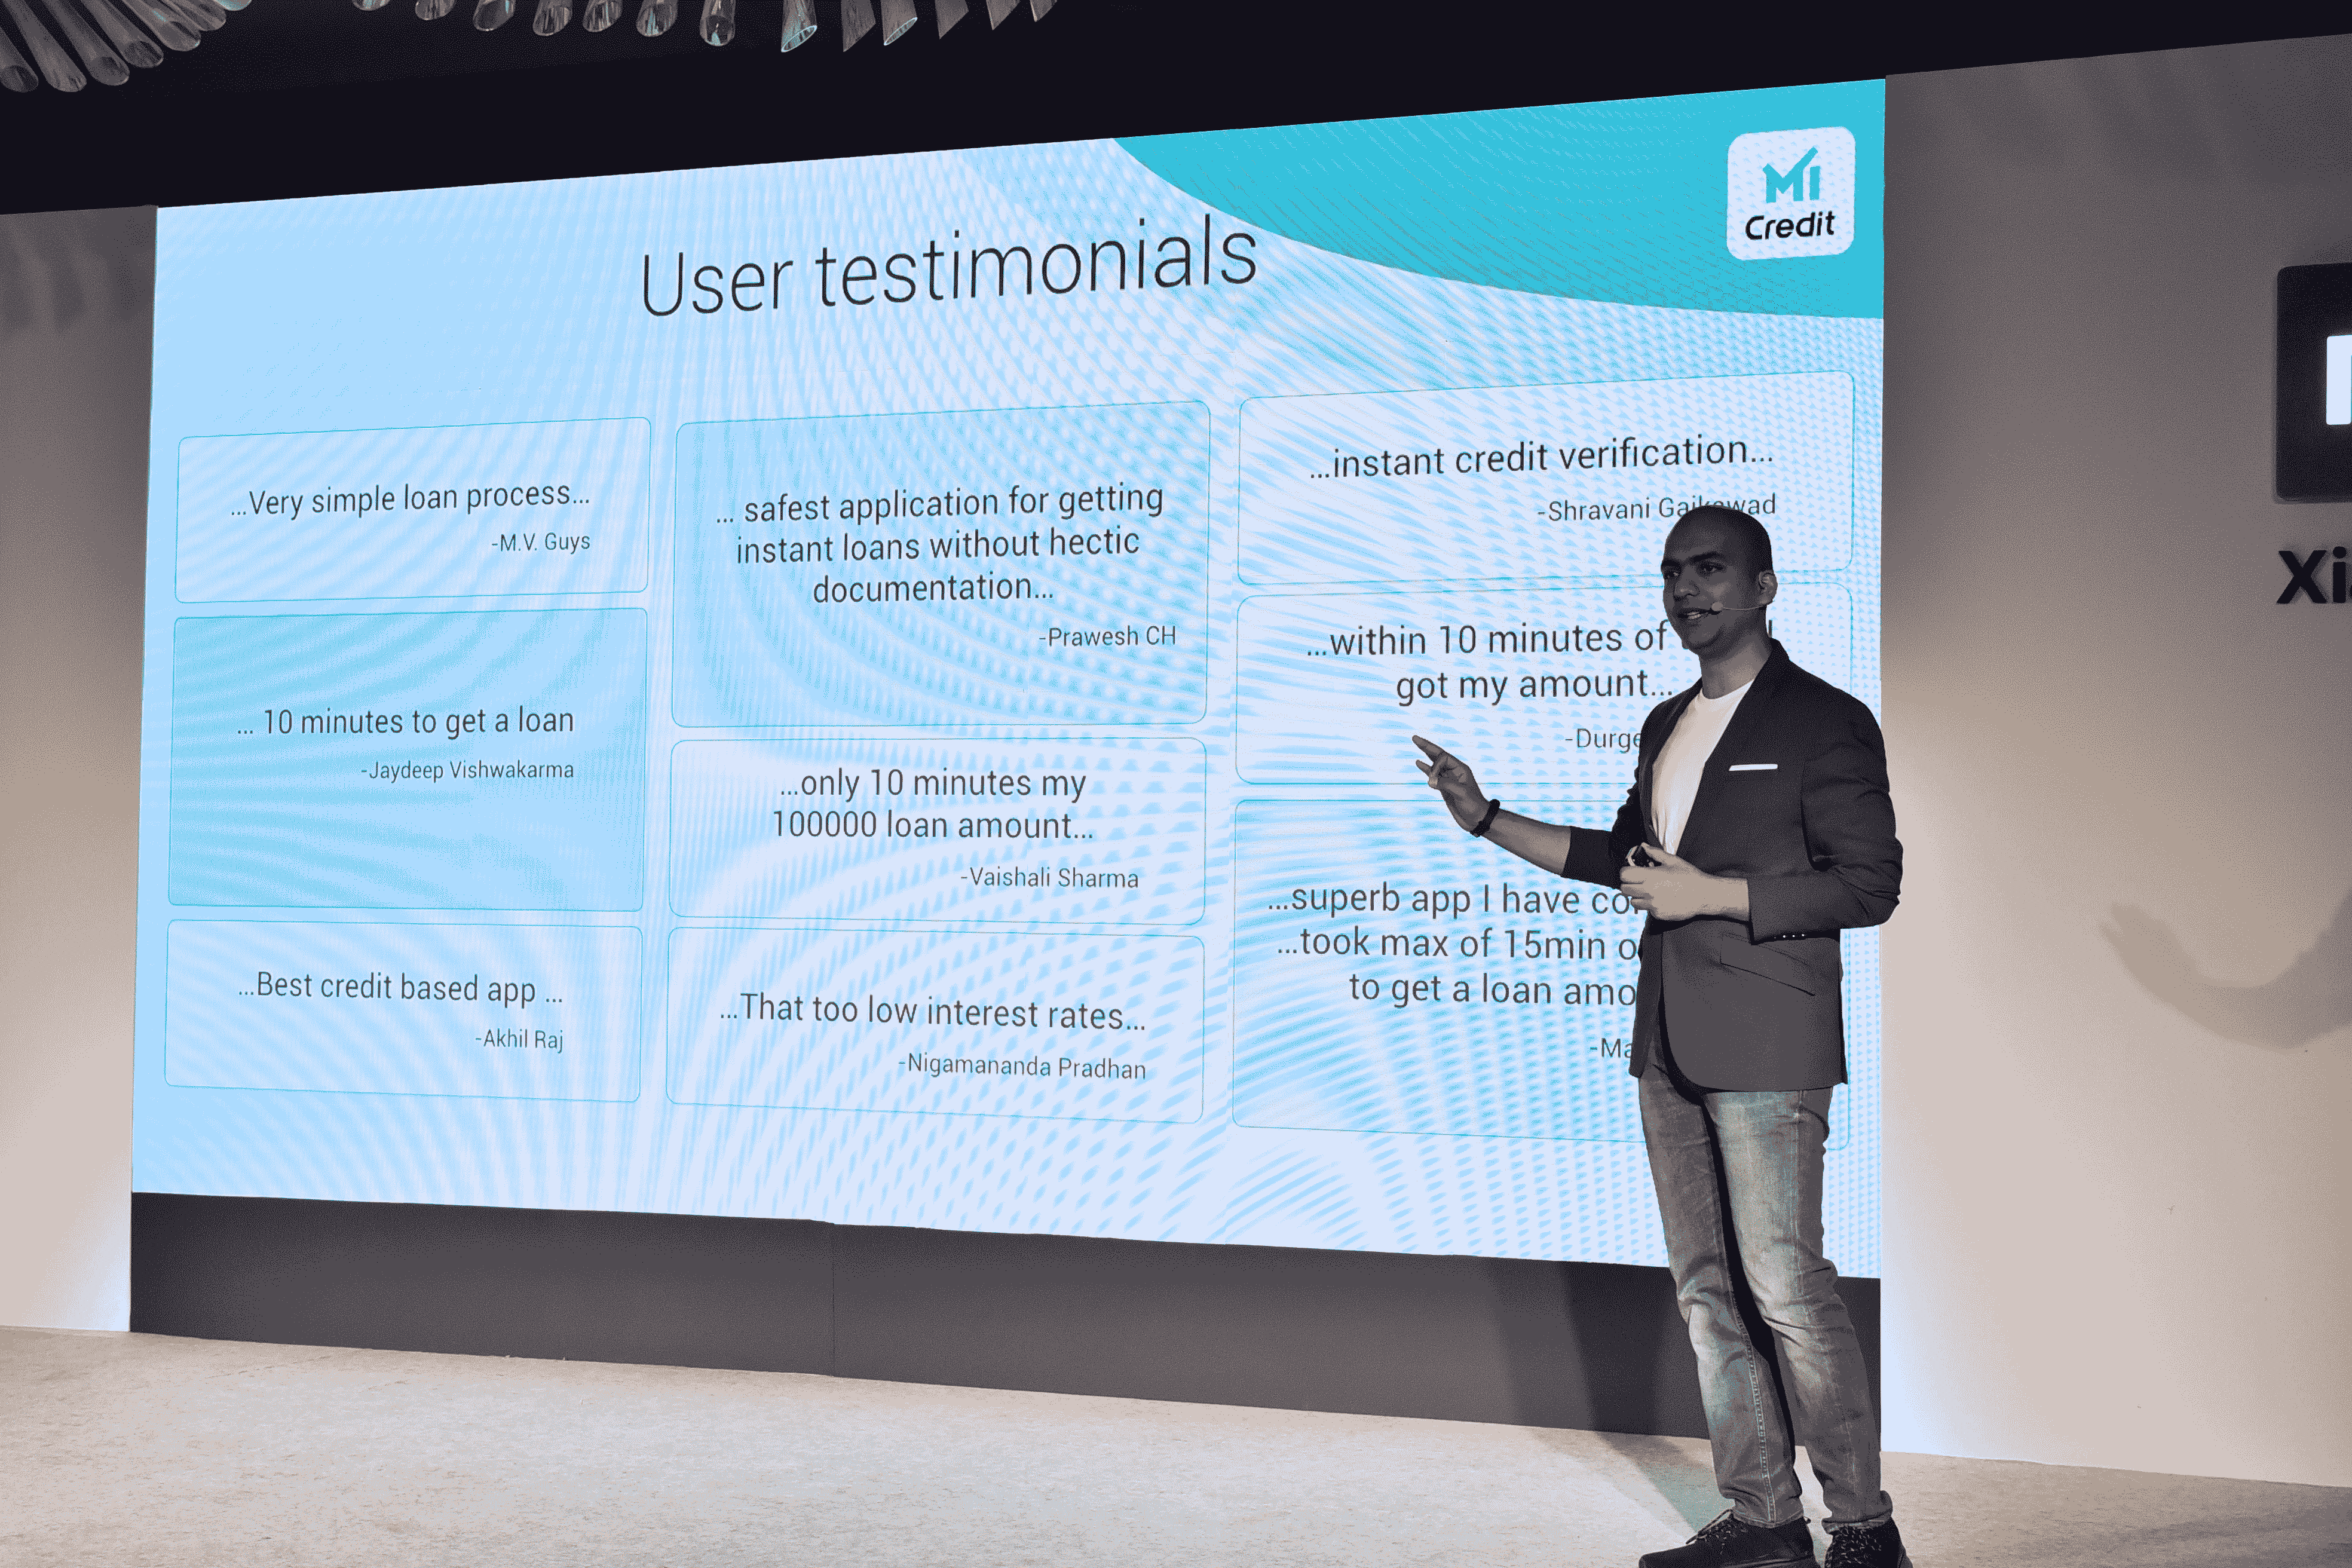 Mi
Credit
User testimonials
...Very simple loan process...
-M.V. Guys
... 10 minutes to get a loan
-Jaydeep Vishwakarma
...Best credit based app ...
-Akhil Raj
... safest application for getting
instant loans without hectic
documentation...
-Prawesh CH
...only 10 minutes my
100000 loan amount...
-Vaishali Sharma
...That too low interest rates...
-Nigamananda Pradhan
...instant credit verification...
-Shravani Gaikawad
...within 10 minutes of
got my amount...
...superb app I have
...took max of 15min
to get a loan